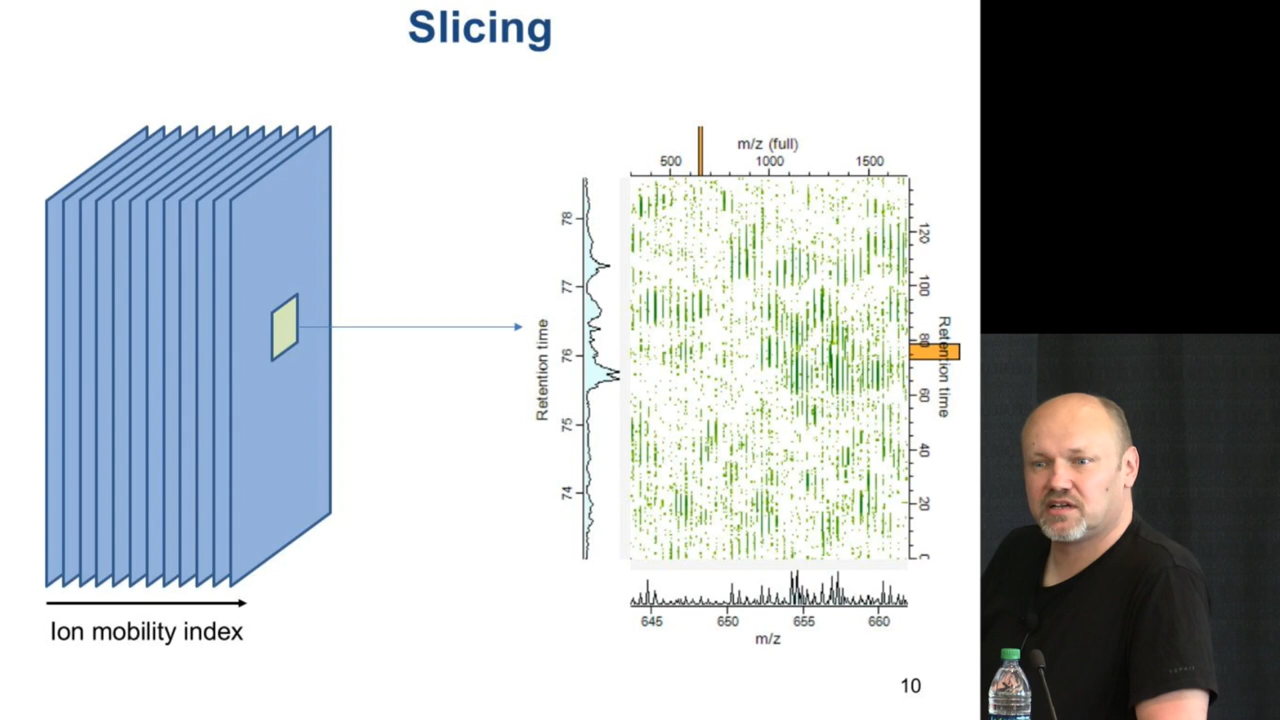 Slicing
m/z (full)
500 1000 1500
78
77
76
75
74
Retention time
120
100
80
60
40
20
Retention time
645 650 655 660
m/z
Ion mobility index
10